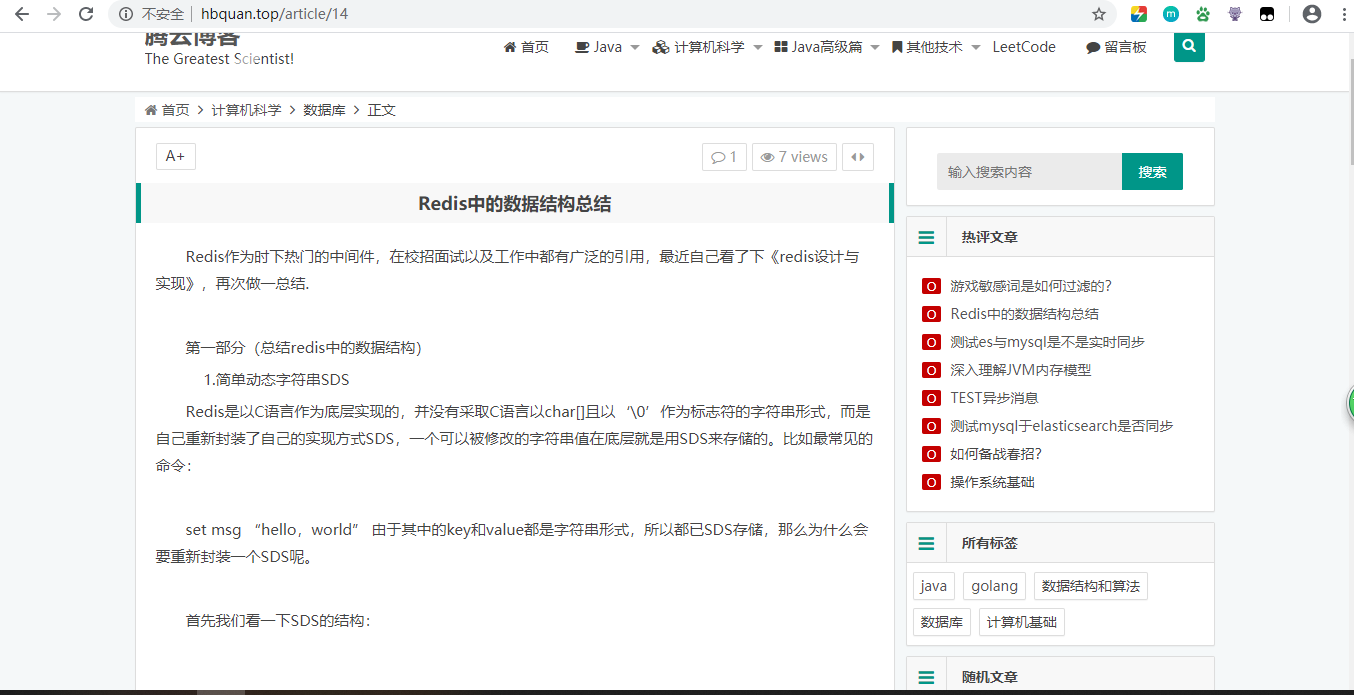 不安全 hbquan.top/article/14
腾云博客
The Greatest Scientist!
首页 Java 计算机科学 Java高级篇 其他技术 LeetCode 留言板
首页 > 计算机科学 > 数据库 > 正文
A+ 1 7 views
Redis中的数据结构总结
Redis作为时下热门的中间件，在校招面试以及工作中都有广泛的引用，最近自己看了下《redis设计与
实现》，再次做一总结.
第一部分（总结redis中的数据结构）
1.简单动态字符串SDS
Redis是以C语言作为底层实现的，并没有采取C语言以char[]且以‘\0’作为标志符的字符串形式，而是
自己重新封装了自己的实现方式SDS，一个可以被修改的字符串值在底层就是用SDS来存储的。比如最常见的
命令：
set msg “hello，world” 由于其中的key和value都是字符串形式，所以都已SDS存储，那么为什么会
要重新封装一个SDS呢。
首先我们看一下SDS的结构：
输入搜索内容 搜索
热评文章
O 游戏敏感词是如何过滤的?
O Redis中的数据结构总结
O 测试es与mysql是不是实时同步
O 深入理解JVM内存模型
O TEST异步消息
O 测试mysql于elasticsearch是否同步
O 如何备战春招?
O 操作系统基础
所有标签
java golang 数据结构和算法
数据库 计算机基础
随机文章